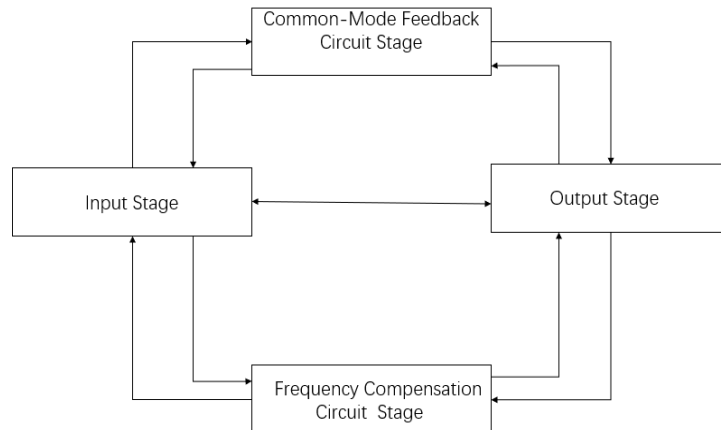 Common-Mode Feedback
Circuit Stage
Input Stage
Output Stage
Frequency Compensation
Circuit Stage